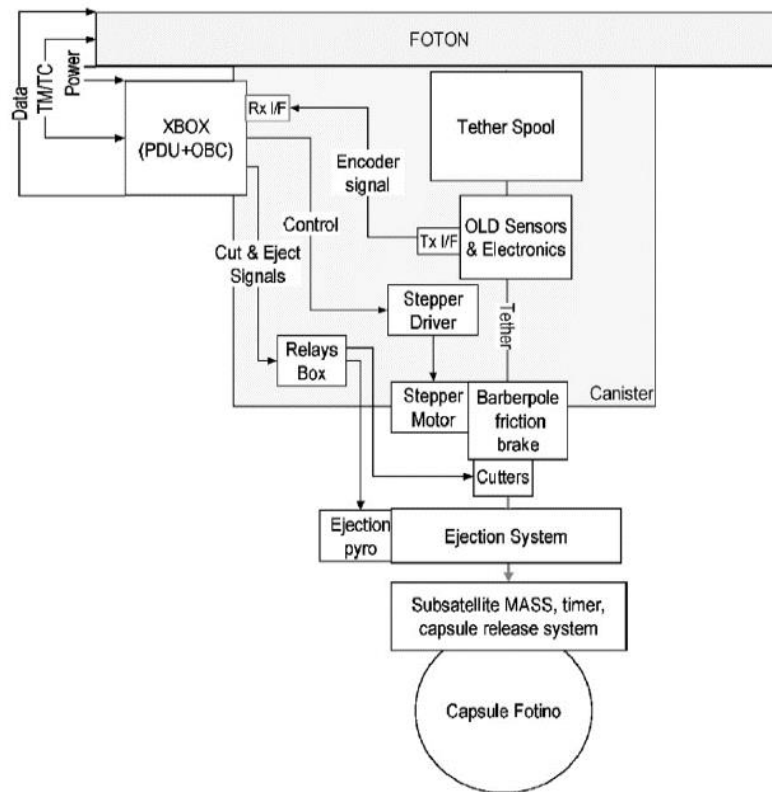 FOTON
Data
TM/TC
Power
XBOX
(PDU+OBC)
Rx I/F
Tether Spool
Encoder
signal
Control
Tx I/F
OLD Sensors
& Electronics
Cut & Eject
Signals
Stepper
Driver
Tether
Relays
Box
Stepper
Motor
Barberpole
friction
brake
Canister
Cutters
Ejection
pyro
Ejection System
Subsatellite MASS, timer,
capsule release system
Capsule Fotino